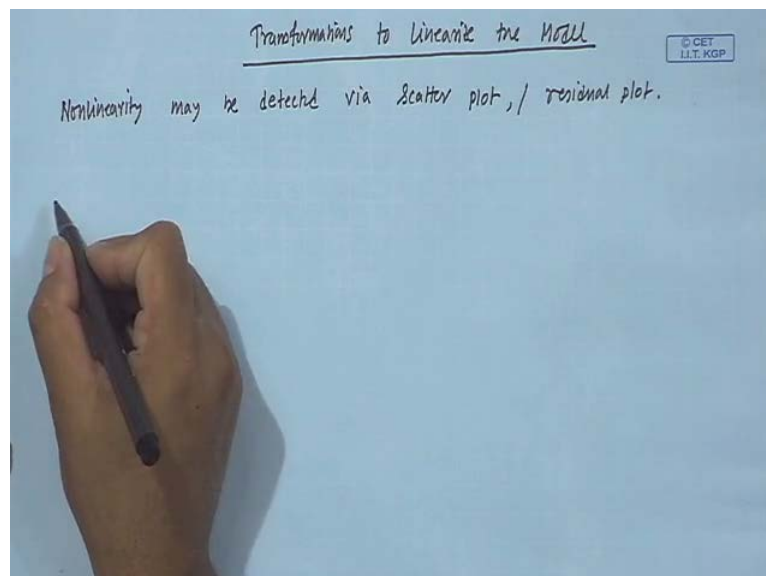 Transformations to Linearize the Model
© CET
I.I.T. KGP
Nonlinearity may be detected via scatter plot, / residual plot.